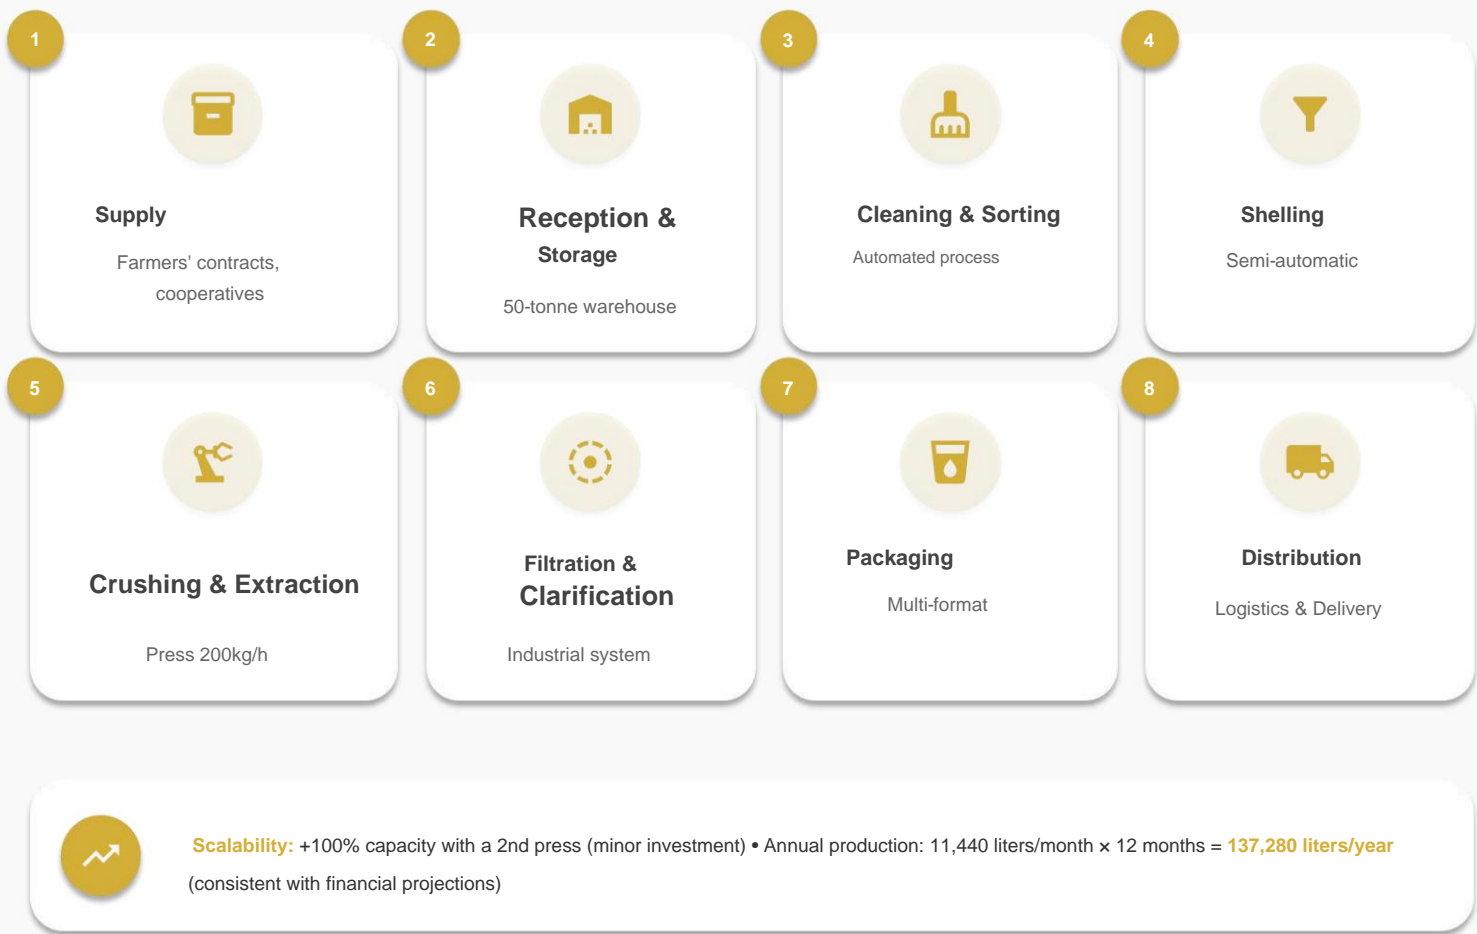 1
Supply
Farmers' contracts,
cooperatives
2
Reception &
Storage
50-tonne warehouse
3
Cleaning & Sorting
Automated process
4
Shelling
Semi-automatic
5
Crushing & Extraction
Press 200kg/h
6
Filtration &
Clarification
Industrial system
7
Packaging
Multi-format
8
Distribution
Logistics & Delivery
Scalability: +100% capacity with a 2nd press (minor investment) • Annual production: 11,440 liters/month × 12 months = 137,280 liters/year
(consistent with financial projections)